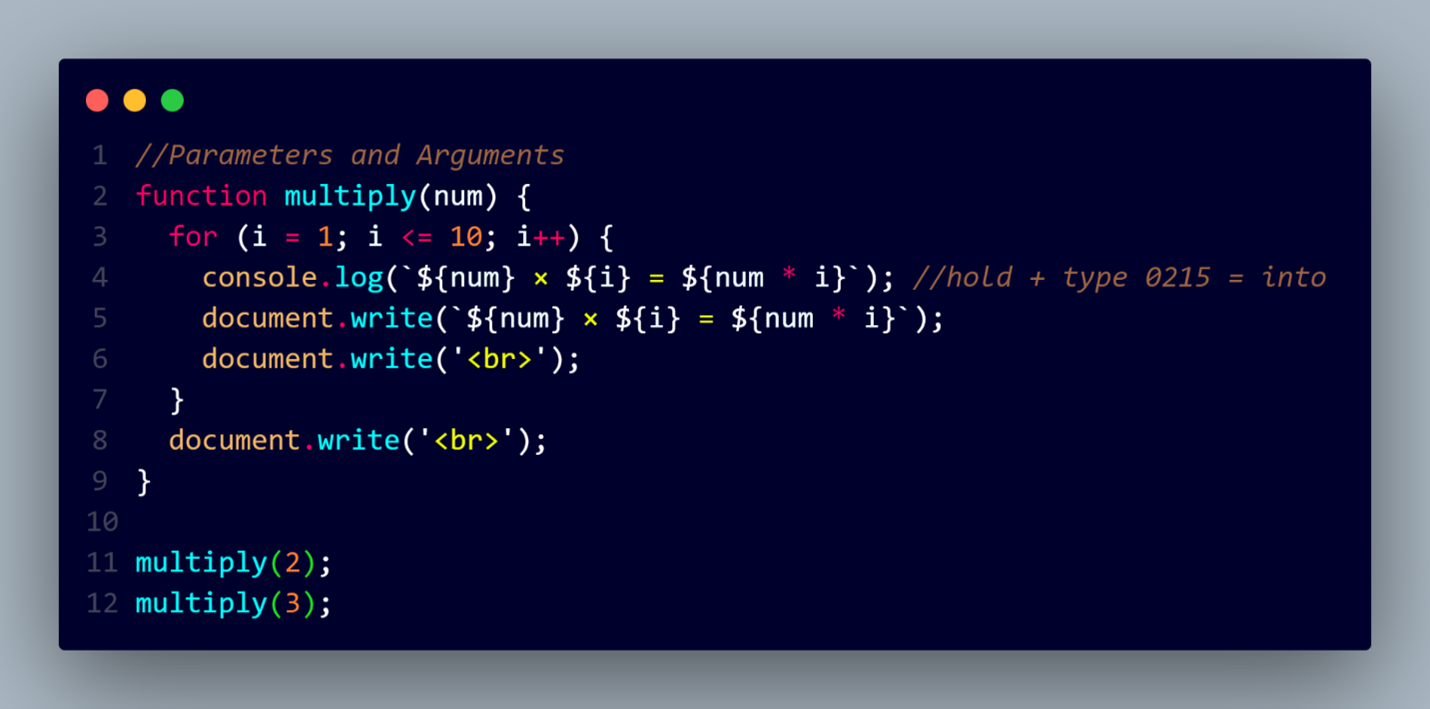 1 //Parameters and Arguments
2 function multiply(num) {
3   for (i = 1; i <= 10; i++) {
4     console.log(`${num} × ${i} = ${num * i}`); //hold + type 0215 = into
5     document.write(`${num} × ${i} = ${num * i}`);
6     document.write('<br>');
7   }
8   document.write('<br>');
9 }
10
11 multiply(2);
12 multiply(3);